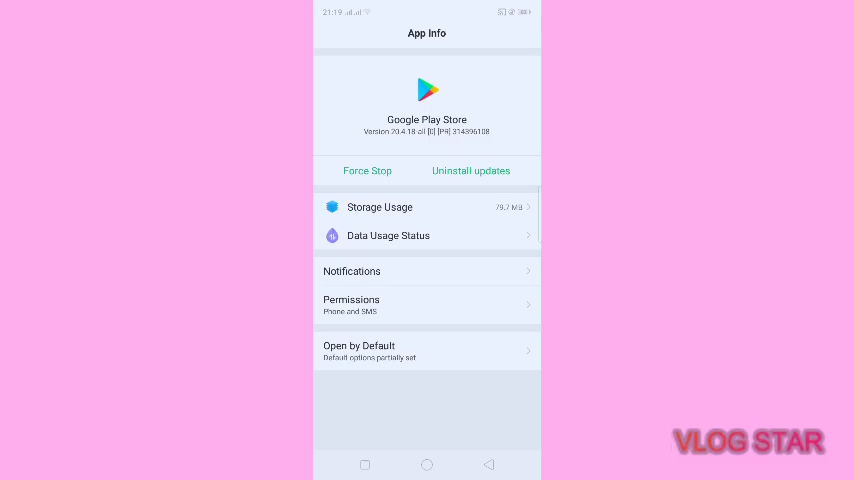 21:19
App Info
Google Play Store
Version 20.4.18-all [0] [PR] 314396108
Force Stop
Uninstall updates
Storage Usage
79.7 MB
Data Usage Status
Notifications
Permissions
Phone and SMS
Open by Default
Default options partially set
VLOG STAR